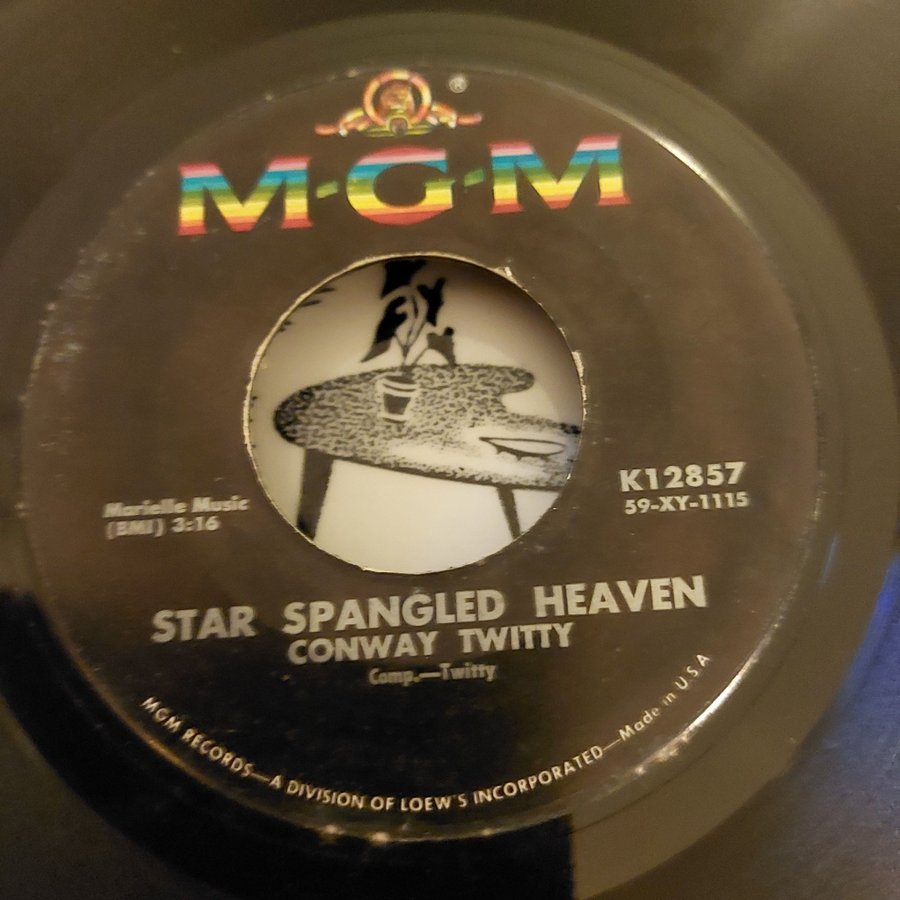 ®
M-G-M
K12857
59-XY-1115
Marielle Music
(BMI) 3:16
STAR SPANGLED HEAVEN
CONWAY TWITTY
Comp.—Twitty
MGM RECORDS—A DIVISION OF LOEW'S INCORPORATED—Made in U.S.A